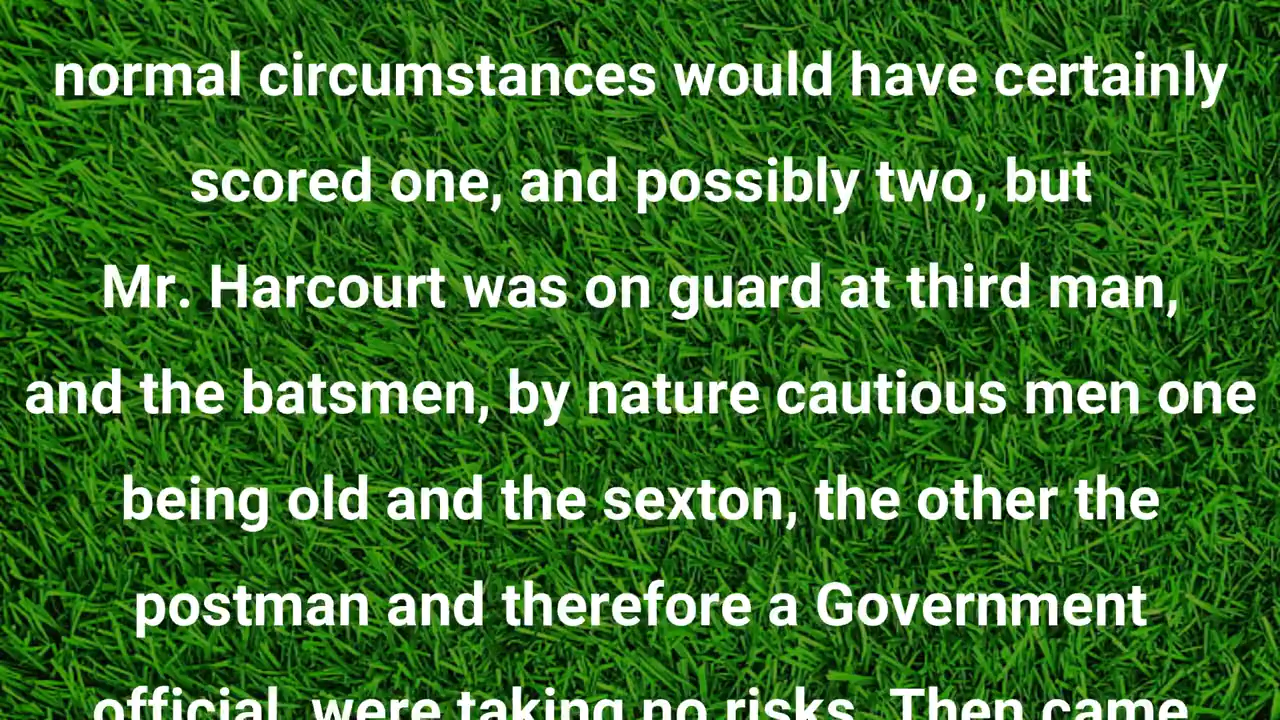 normal circumstances would have certainly
scored one, and possibly two, but
Mr. Harcourt was on guard at third man,
and the batsmen, by nature cautious men one
being old and the sexton, the other the
postman and therefore a Government
official, were taking no risks. Then came